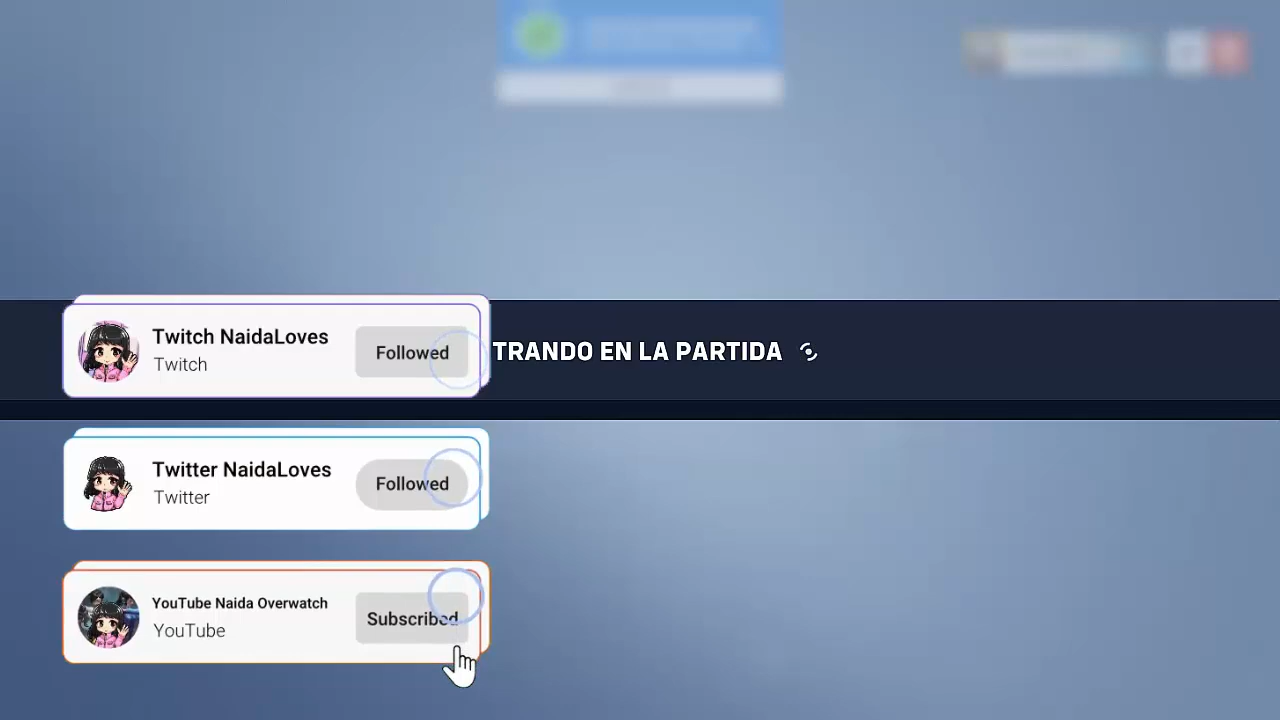 Twitch NaidaLoves
Twitch
Followed
TRANDO EN LA PARTIDA
Twitter NaidaLoves
Twitter
Followed
YouTube Naida Overwatch
YouTube
Subscribed